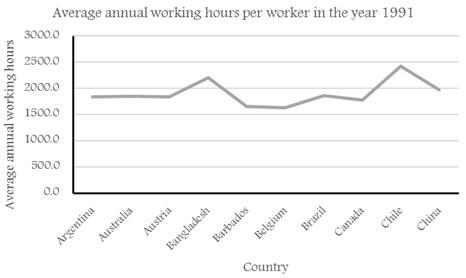 Average annual working hours per worker in the year 1991
Average annual working hours
3000.0
2500.0
2000.0
1500.0
1000.0
500.0
0.0
Argentina
Australia
Austria
Bangladesh
Barbados
Belgium
Brazil
Canada
Chile
China
Country